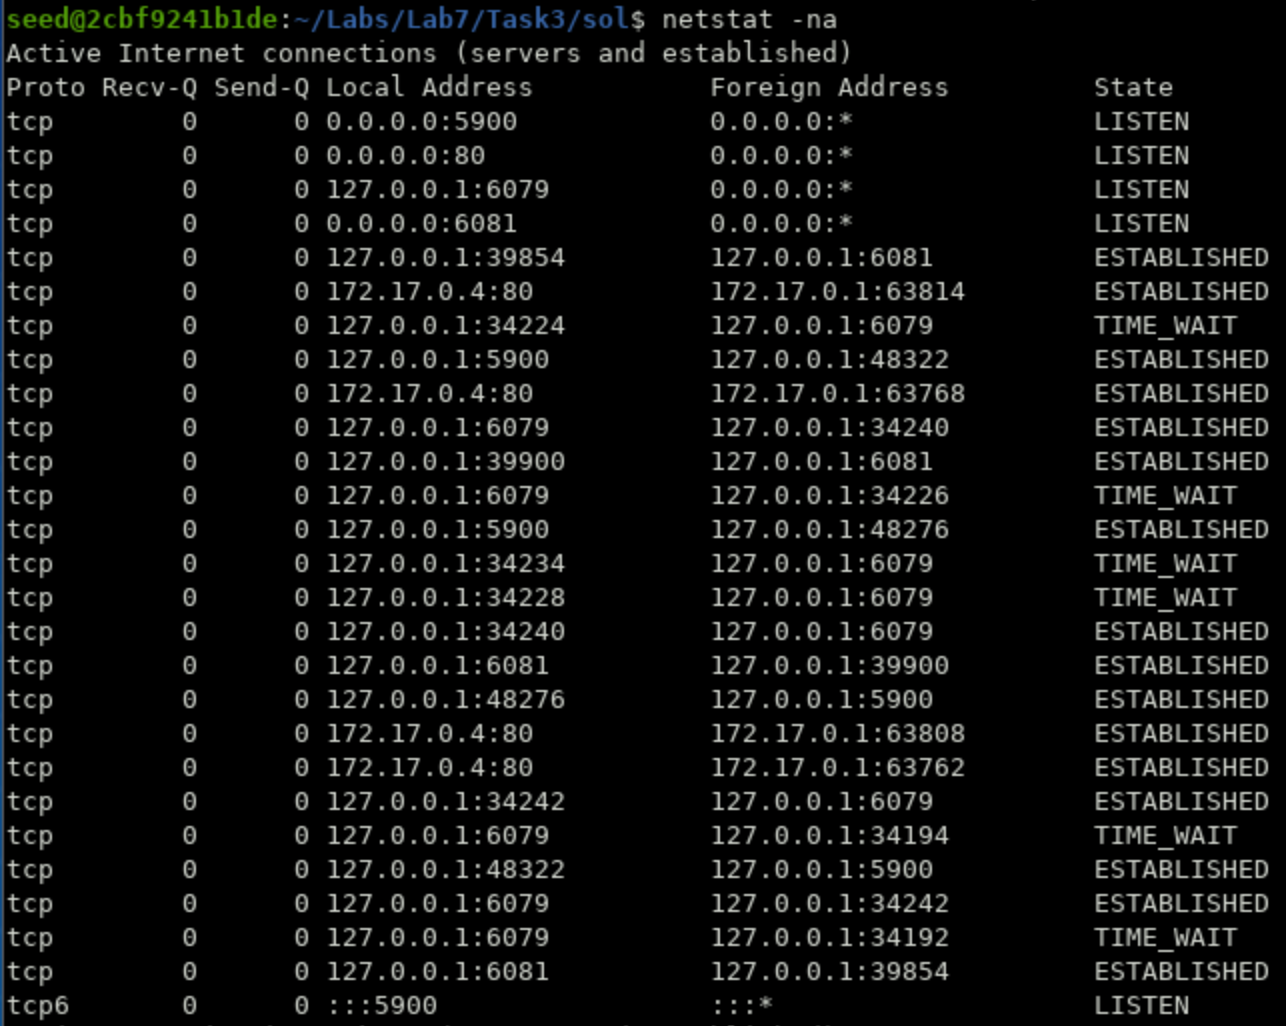 seed@2cbf9241b1de:~/Labs/Lab7/Task3/sol$ netstat -na
Active Internet connections (servers and established)
Proto Recv-Q Send-Q Local Address           Foreign Address         State
tcp        0      0 0.0.0.0:5900            0.0.0.0:*               LISTEN
tcp        0      0 0.0.0.0:80              0.0.0.0:*               LISTEN
tcp        0      0 127.0.0.1:6079          0.0.0.0:*               LISTEN
tcp        0      0 0.0.0.0:6081            0.0.0.0:*               LISTEN
tcp        0      0 127.0.0.1:39854         127.0.0.1:6081          ESTABLISHED
tcp        0      0 172.17.0.4:80           172.17.0.1:63814        ESTABLISHED
tcp        0      0 127.0.0.1:34224         127.0.0.1:6079          TIME_WAIT
tcp        0      0 127.0.0.1:5900          127.0.0.1:48322         ESTABLISHED
tcp        0      0 172.17.0.4:80           172.17.0.1:63768        ESTABLISHED
tcp        0      0 127.0.0.1:6079          127.0.0.1:34240         ESTABLISHED
tcp        0      0 127.0.0.1:39900         127.0.0.1:6081          ESTABLISHED
tcp        0      0 127.0.0.1:6079          127.0.0.1:34226         TIME_WAIT
tcp        0      0 127.0.0.1:5900          127.0.0.1:48276         ESTABLISHED
tcp        0      0 127.0.0.1:34234         127.0.0.1:6079          TIME_WAIT
tcp        0      0 127.0.0.1:34228         127.0.0.1:6079          TIME_WAIT
tcp        0      0 127.0.0.1:34240         127.0.0.1:6079          ESTABLISHED
tcp        0      0 127.0.0.1:6081          127.0.0.1:39900         ESTABLISHED
tcp        0      0 127.0.0.1:48276         127.0.0.1:5900          ESTABLISHED
tcp        0      0 172.17.0.4:80           172.17.0.1:63808        ESTABLISHED
tcp        0      0 172.17.0.4:80           172.17.0.1:63762        ESTABLISHED
tcp        0      0 127.0.0.1:34242         127.0.0.1:6079          ESTABLISHED
tcp        0      0 127.0.0.1:6079          127.0.0.1:34194         TIME_WAIT
tcp        0      0 127.0.0.1:48322         127.0.0.1:5900          ESTABLISHED
tcp        0      0 127.0.0.1:6079          127.0.0.1:34242         ESTABLISHED
tcp        0      0 127.0.0.1:6079          127.0.0.1:34192         TIME_WAIT
tcp        0      0 127.0.0.1:6081          127.0.0.1:39854         ESTABLISHED
tcp6       0      0 :::5900                 :::*                    LISTEN